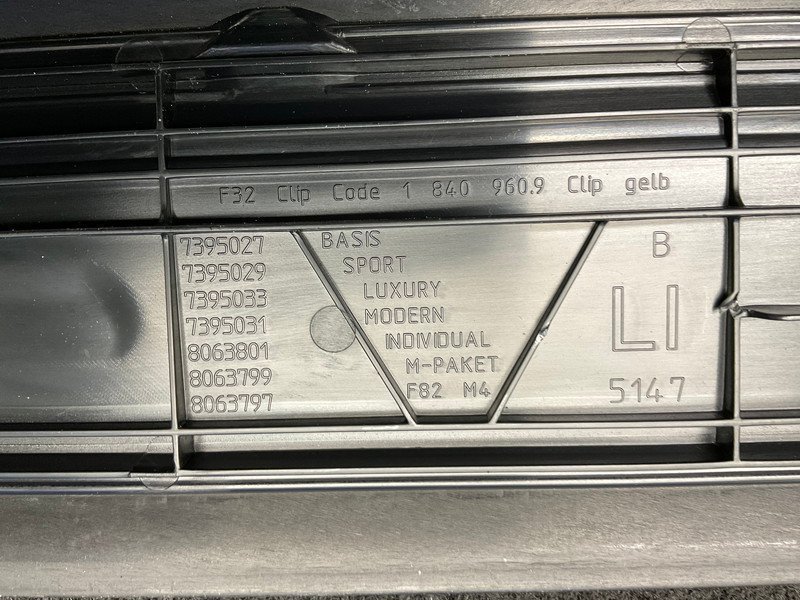 F32 Clip Code 1 840 960.9 Clip gelb
7395027 BASIS
7395029 SPORT
7395033 LUXURY
7395031 MODERN
8063801 INDIVIDUAL
8063799 M-PAKET
8063797 F82 M4
B
LI
5147